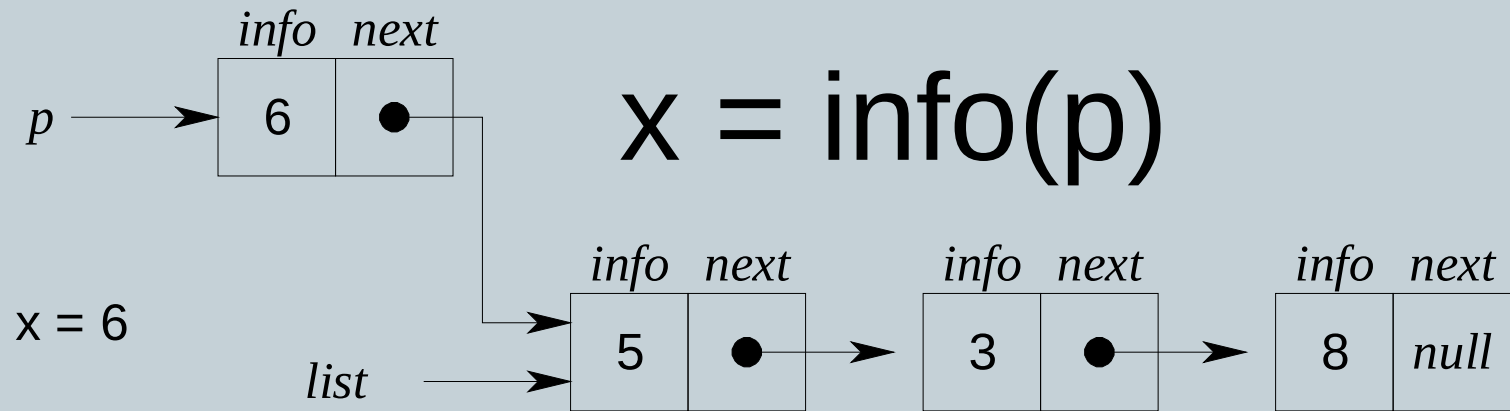 info next
p 6
x = info(p)
info next info next info next
x = 6
5 3 8 null
list